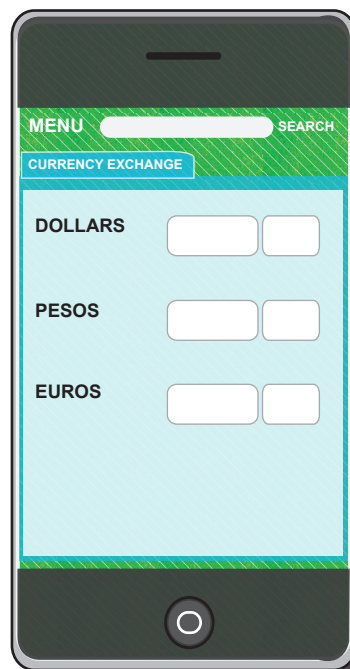 MENU SEARCH
CURRENCY EXCHANGE
DOLLARS
PESOS
EUROS